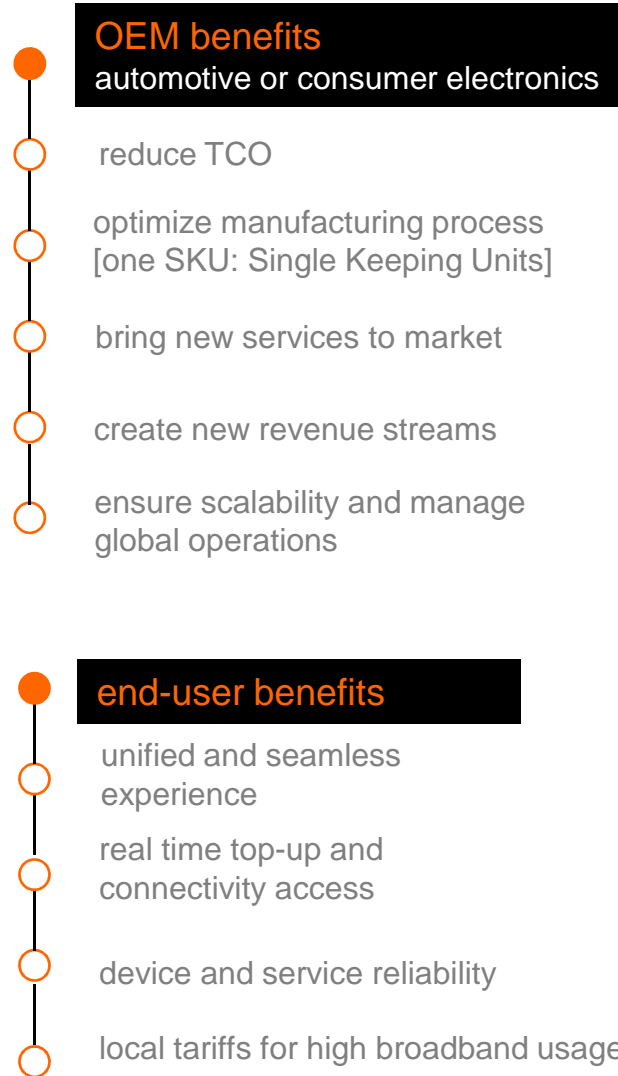 OEM benefits
automotive or consumer electronics
reduce TCO
optimize manufacturing process
[one SKU: Single Keeping Units]
bring new services to market
create new revenue streams
ensure scalability and manage
global operations
end-user benefits
unified and seamless
experience
real time top-up and
connectivity access
device and service reliability
local tariffs for high broadband usage